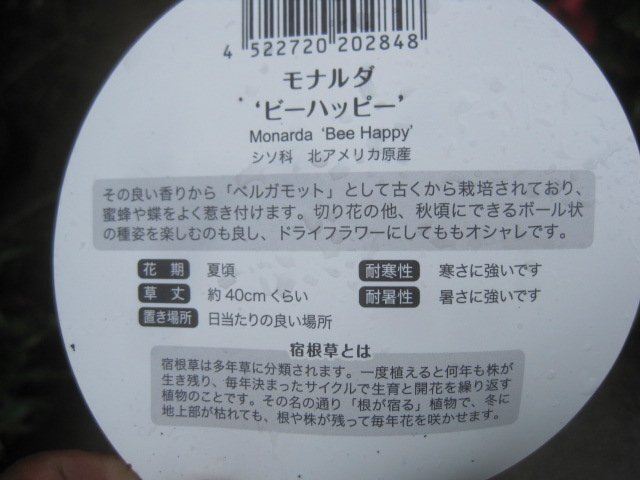 4 522720 202848
モナルダ
‘ビーハッピー’
Monarda ‘Bee Happy’
シソ科 北アメリカ原産
その良い香りから「ベルガモット」として古くから栽培されており、
蜜蜂や蝶をよく惹き付けます。切り花の他、秋頃にできるボール状
の種姿を楽しむのも良し、ドライフラワーにしてももオシャレです。
花期 夏頃 耐寒性 寒さに強いです
草丈 約40cmくらい 耐暑性 暑さに強いです
置き場所 日当たりの良い場所
宿根草とは
宿根草は多年草に分類されます。一度植えると何年も株が
生き残り、毎年決まったサイクルで生育と開花を繰り返す
植物のことです。その名の通り「根が宿る」植物で、冬に
地上部が枯れても、根や株が残って毎年花を咲かせます。